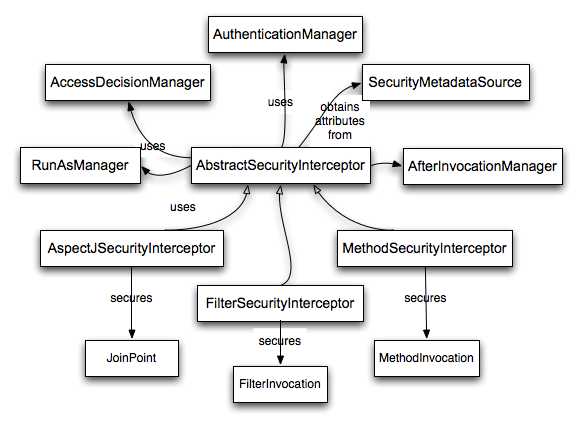 AuthenticationManager
AccessDecisionManager
SecurityMetadataSource
uses
obtains
attributes
from
uses
RunAsManager
AbstractSecurityInterceptor
AfterInvocationManager
uses
AspectJSecurityInterceptor
MethodSecurityInterceptor
FilterSecurityInterceptor
secures
secures
secures
JoinPoint
MethodInvocation
FilterInvocation